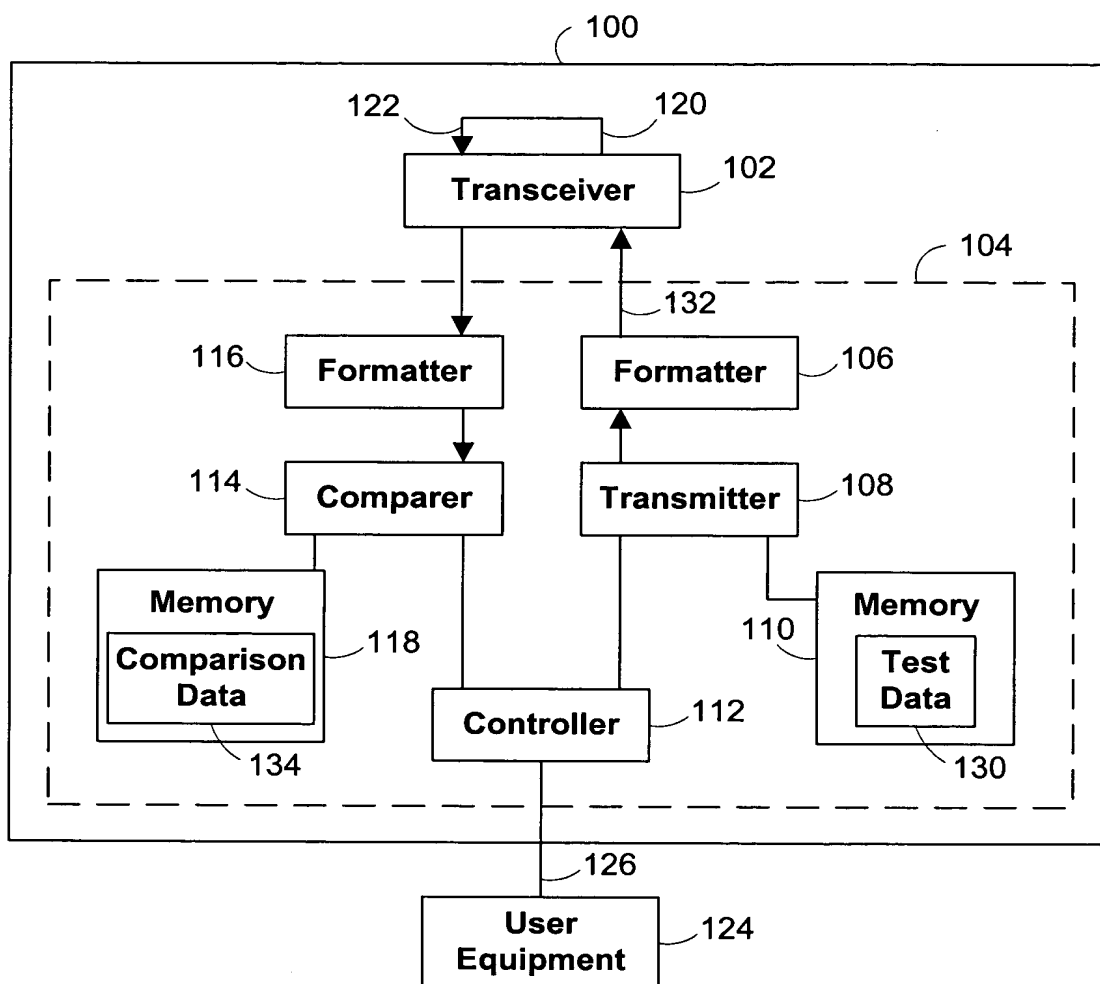 100
122
120
Transceiver
102
104
132
116
Formatter
Formatter
106
114
Comparer
Transmitter
108
Memory
Comparison
Data
118
134
Memory
110
Test
Data
130
Controller
112
126
User
Equipment
124